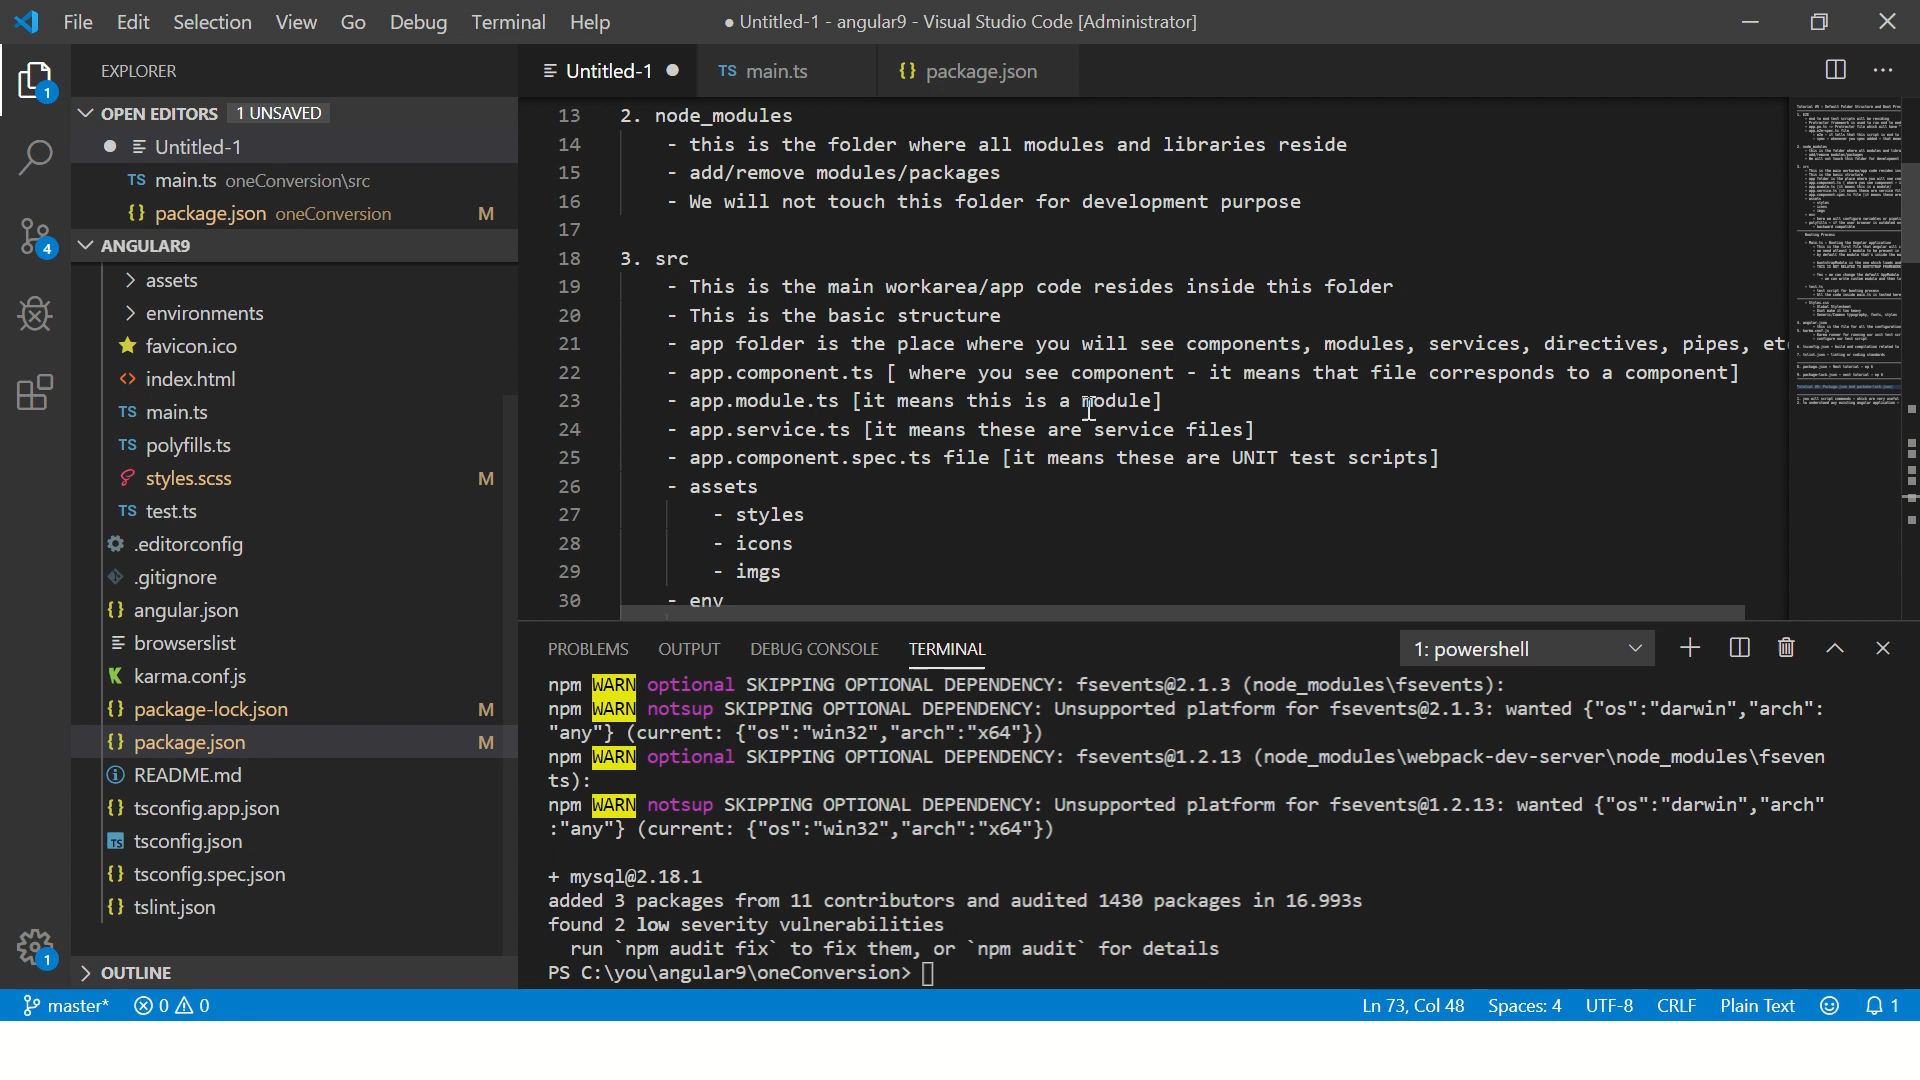 File Edit Selection View Go Debug Terminal Help
● Untitled-1 - angular9 - Visual Studio Code [Administrator]
EXPLORER
Untitled-1
TS main.ts
{} package.json
1
OPEN EDITORS 1 UNSAVED
Untitled-1
TS main.ts oneConversion\src
{} package.json oneConversion M
4
ANGULAR9
assets
environments
favicon.ico
<> index.html
TS main.ts
TS polyfills.ts
styles.scss M
TS test.ts
.editorconfig
.gitignore
{} angular.json
browserslist
karma.conf.js
{} package-lock.json M
{} package.json M
README.md
{} tsconfig.app.json
TS tsconfig.json
{} tsconfig.spec.json
{} tslint.json
1
OUTLINE
13 2. node_modules
14 - this is the folder where all modules and libraries reside
15 - add/remove modules/packages
16 - We will not touch this folder for development purpose
17
18 3. src
19 - This is the main workarea/app code resides inside this folder
20 - This is the basic structure
21 - app folder is the place where you will see components, modules, services, directives, pipes, et
22 - app.component.ts [ where you see component - it means that file corresponds to a component]
23 - app.module.ts [it means this is a module]
24 - app.service.ts [it means these are service files]
25 - app.component.spec.ts file [it means these are UNIT test scripts]
26 - assets
27 - styles
28 - icons
29 - imgs
30 - env
PROBLEMS OUTPUT DEBUG CONSOLE TERMINAL
1: powershell
npm WARN optional SKIPPING OPTIONAL DEPENDENCY: fsevents@2.1.3 (node_modules\fsevents):
npm WARN notsup SKIPPING OPTIONAL DEPENDENCY: Unsupported platform for fsevents@2.1.3: wanted {"os":"darwin","arch":
"any"} (current: {"os":"win32","arch":"x64"})
npm WARN optional SKIPPING OPTIONAL DEPENDENCY: fsevents@1.2.13 (node_modules\webpack-dev-server\node_modules\fseven
ts):
npm WARN notsup SKIPPING OPTIONAL DEPENDENCY: Unsupported platform for fsevents@1.2.13: wanted {"os":"darwin","arch"
:"any"} (current: {"os":"win32","arch":"x64"})
+ mysql@2.18.1
added 3 packages from 11 contributors and audited 1430 packages in 16.993s
found 2 low severity vulnerabilities
run `npm audit fix` to fix them, or `npm audit` for details
PS C:\you\angular9\oneConversion>
master* 0 0
Ln 73, Col 48 Spaces: 4 UTF-8 CRLF Plain Text 1